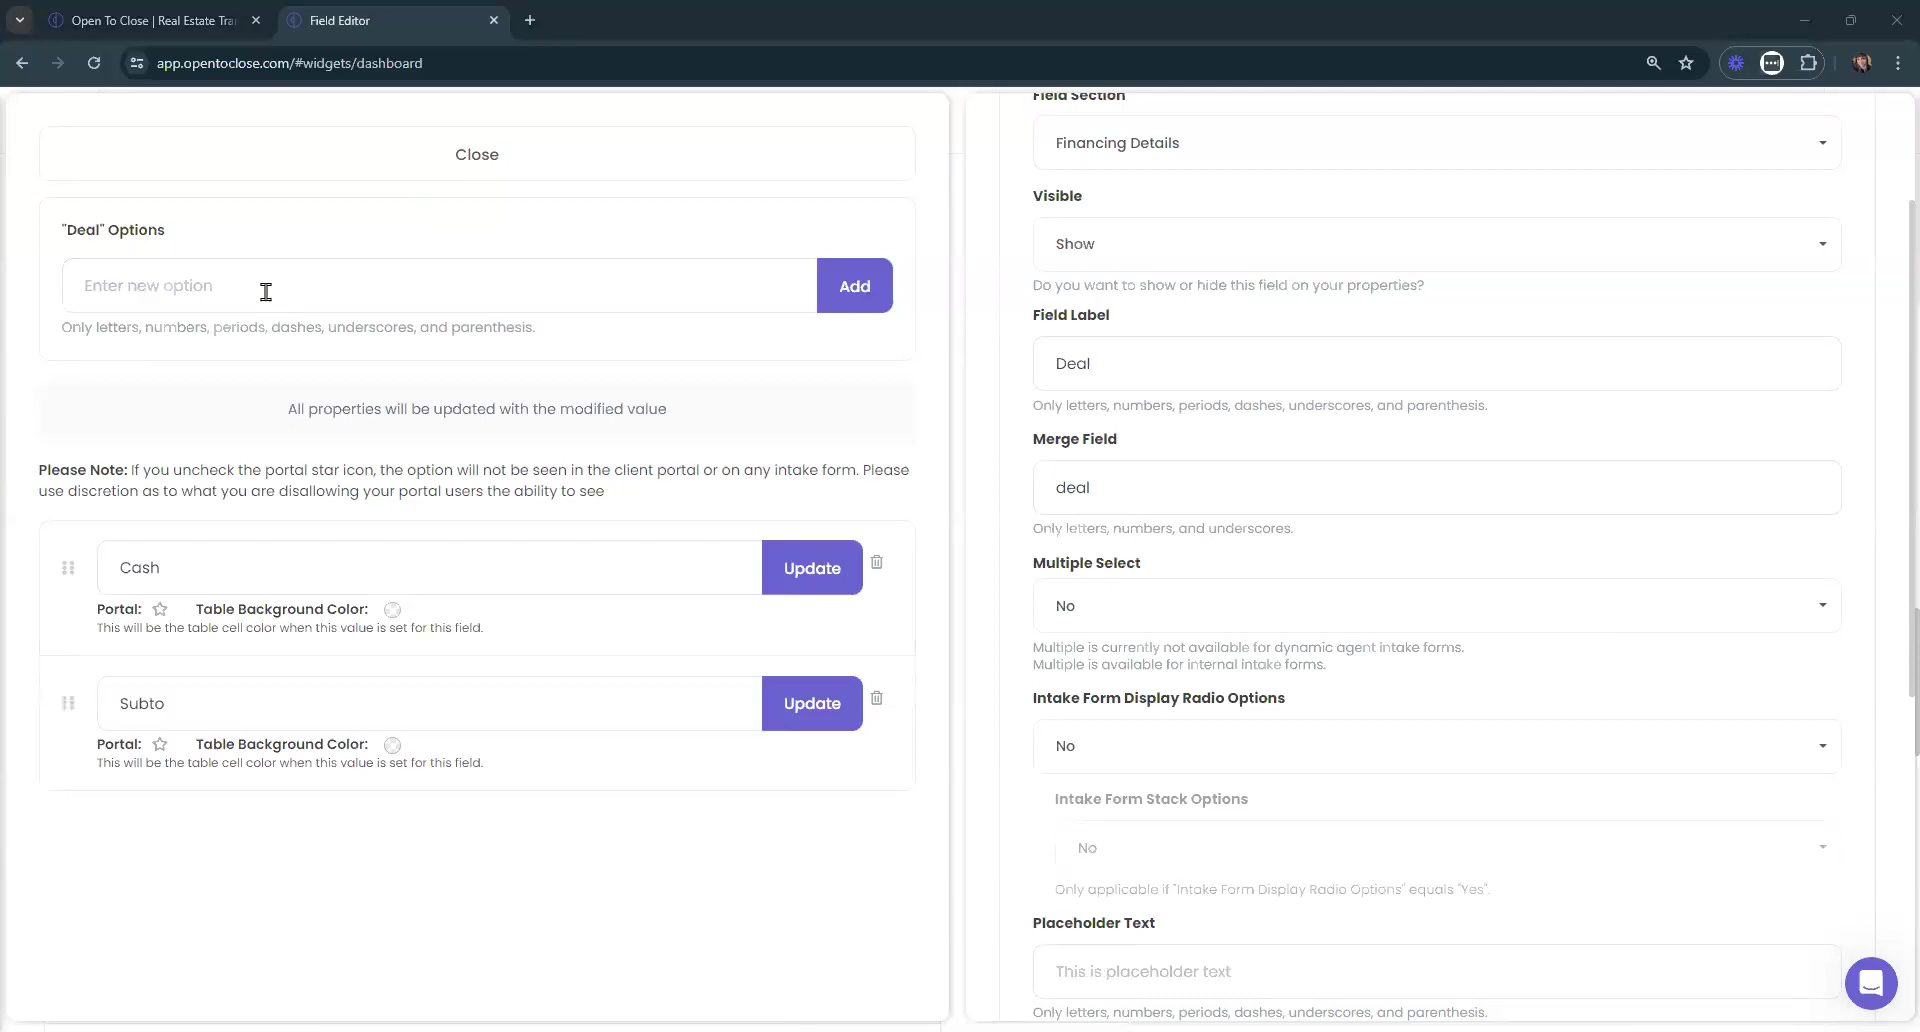 Open To Close | Real Estate Tra
Field Editor
app.opentoclose.com/#widgets/dashboard
Close
"Deal" Options
Enter new option
Add
Only letters, numbers, periods, dashes, underscores, and parenthesis.
All properties will be updated with the modified value
Please Note: If you uncheck the portal star icon, the option will not be seen in the client portal or on any intake form. Please
use discretion as to what you are disallowing your portal users the ability to see
Cash
Update
Portal:
Table Background Color:
This will be the table cell color when this value is set for this field.
Subto
Update
Portal:
Table Background Color:
This will be the table cell color when this value is set for this field.
Field Section
Financing Details
Visible
Show
Do you want to show or hide this field on your properties?
Field Label
Deal
Only letters, numbers, periods, dashes, underscores, and parenthesis.
Merge Field
deal
Only letters, numbers, and underscores.
Multiple Select
No
Multiple is currently not available for dynamic agent intake forms.
Multiple is available for internal intake forms.
Intake Form Display Radio Options
No
Intake Form Stack Options
No
Only applicable if "Intake Form Display Radio Options" equals "Yes".
Placeholder Text
This is placeholder text
Only letters, numbers, periods, dashes, underscores, and parenthesis.